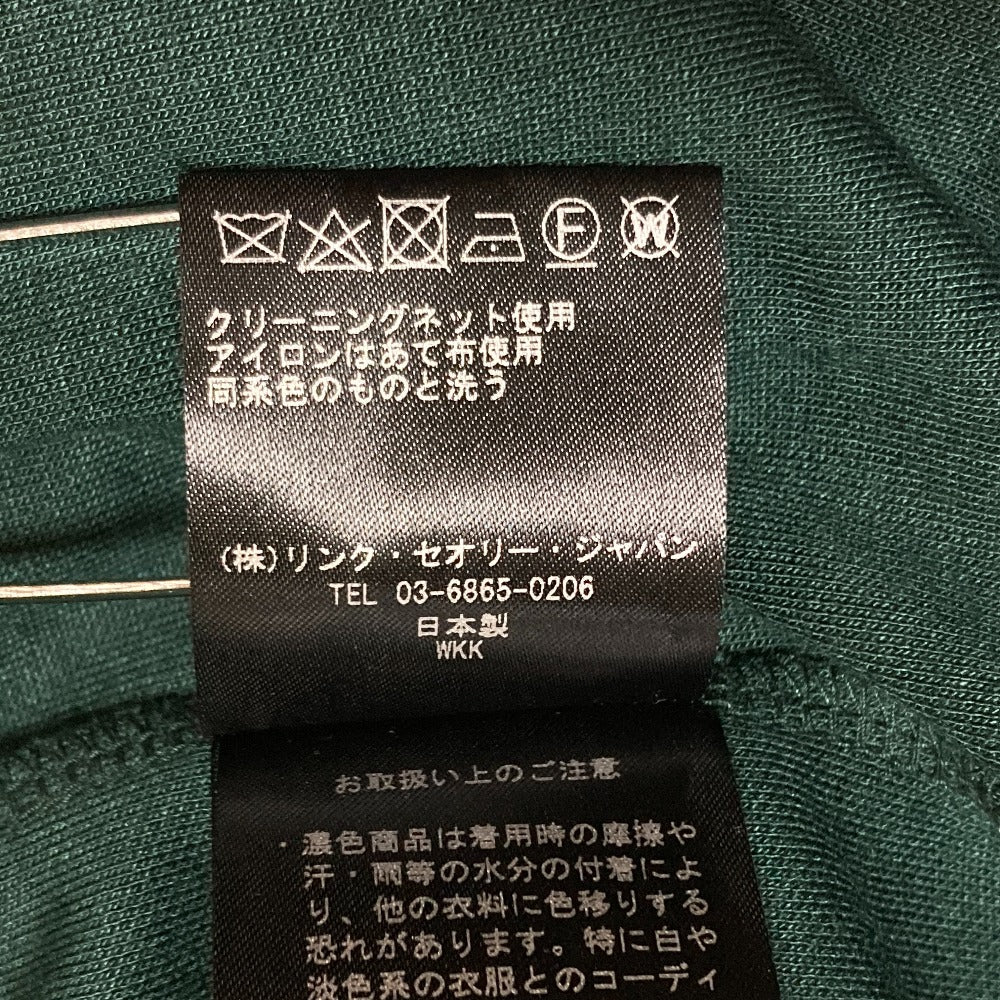 F W
クリーニングネット使用
アイロンはあて布使用
同系色のものと洗う
(株)リンク・セオリー・ジャパン
TEL 03-6865-0206
日本製
WKK
お取扱い上のご注意
・濃色商品は着用時の摩擦や
汗・雨等の水分の付着によ
り、他の衣料に色移りする
恐れがあります。特に白や
淡色系の衣服とのコーディ